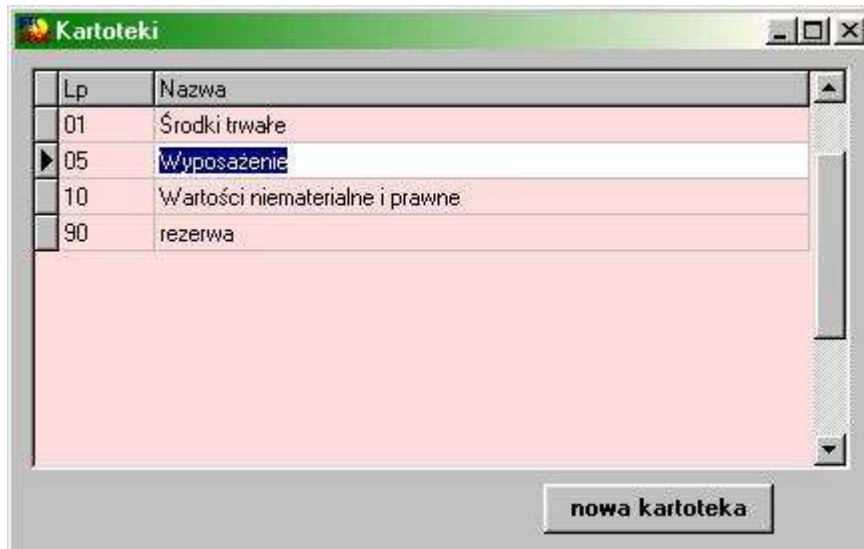 Kartoteki
Lp Nazwa
01 Środki trwałe
05 Wyposażenie
10 Wartości niematerialne i prawne
90 rezerwa
nowa kartoteka